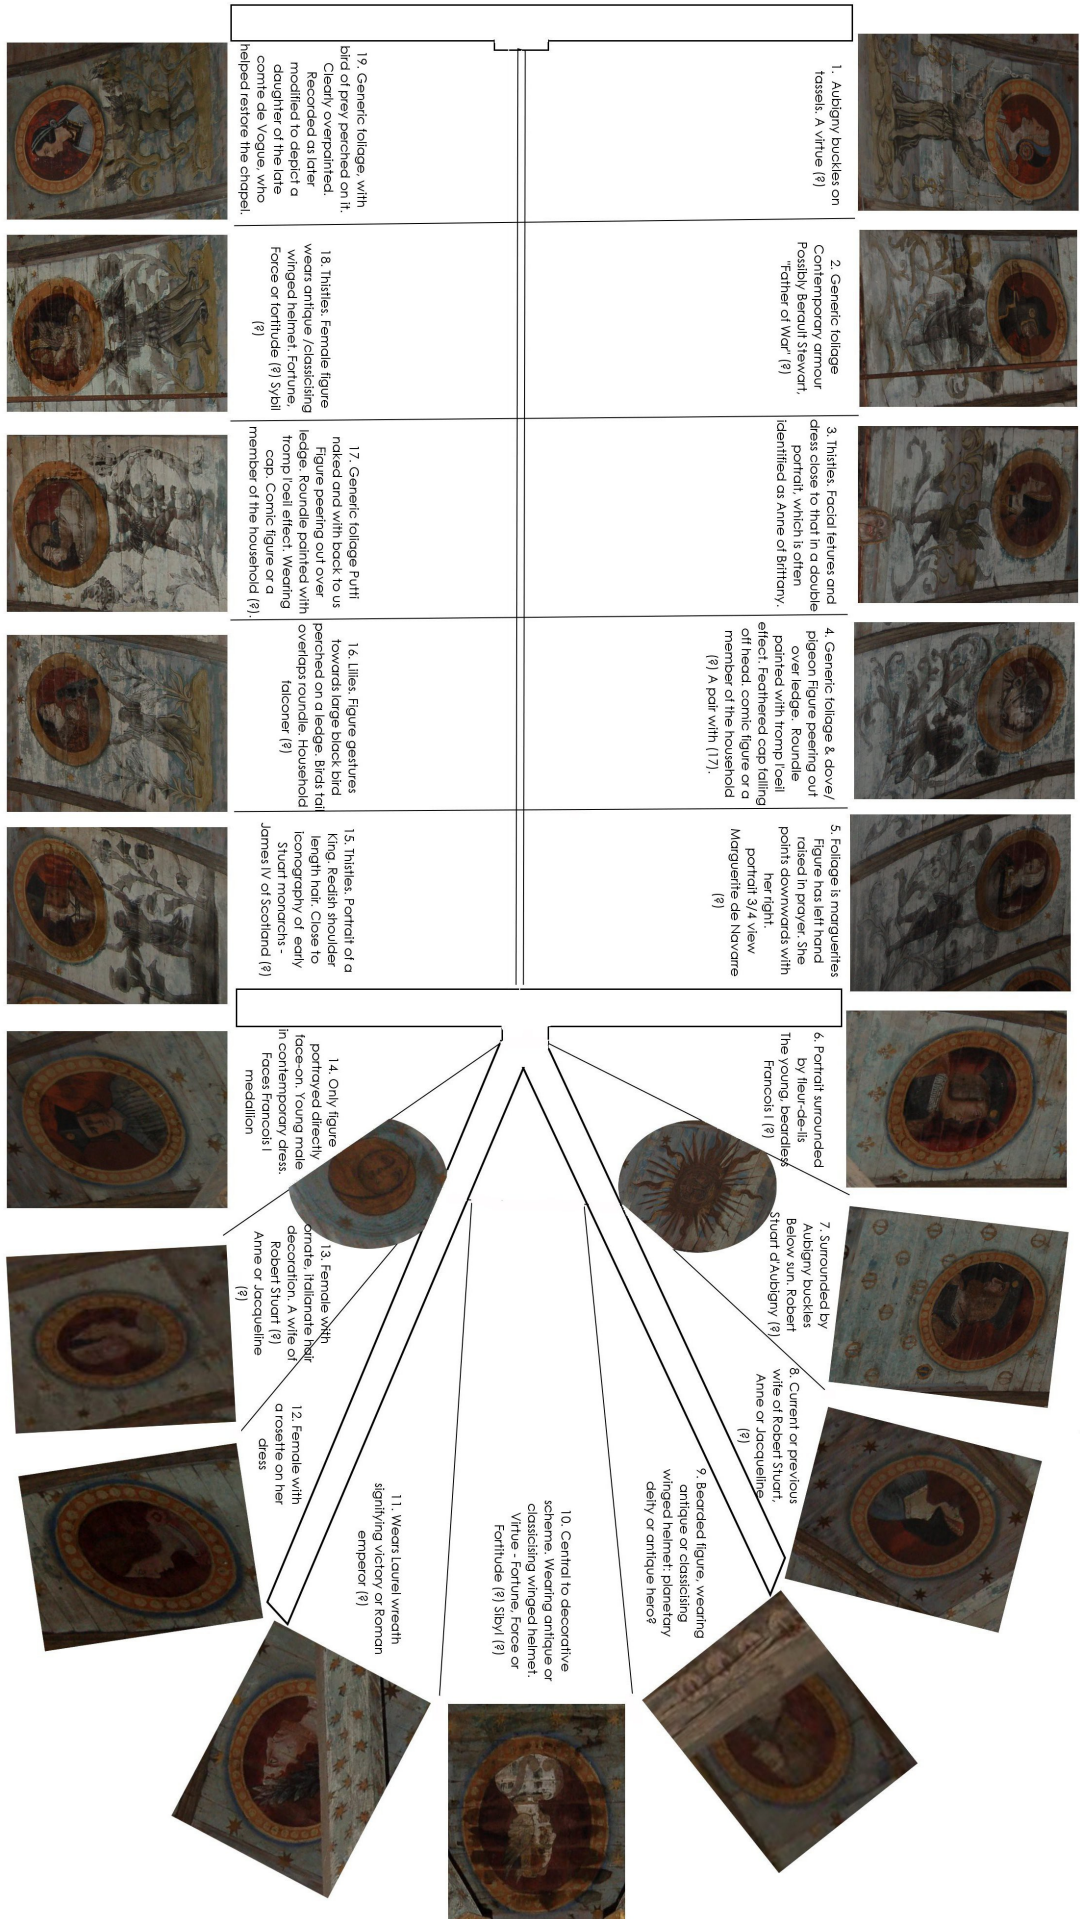 1. Aubigny buckles on
tassels. A virtue (?)
2. Generic foliage
Contemporary armour
Possibly Berault Stewart,
"Father of War" (?)
3. Thistles. Facial fetures and
dress close to that in a double
portrait, which is often
identified as Anne of Brittany.
4. Generic foliage & dove/
pigeon Figure peering out
over ledge. Roundle
painted with tromp l'oeil
effect. Feathered cap falling
off head. comic figure or a
member of the household
(?) A pair with (17).
5. Foliage is marguerites
Figure has left hand
raised in prayer. She
points downwards with
her right.
portrait 3/4 view
Marguerite de Navarre
(?)
6. Portrait surrounded
by fleur-de-lis
The young, beardless
Francois I (?)
7. Surrounded by
Aubigny buckles
Below sun. Robert
Stuart d'Aubigny (?)
8. Current or previous
wife of Robert Stuart,
Anne or Jacqueline
(?)
9. Bearded figure, wearing
antique or classicising
winged helmet: planetary
deity or antique hero?
10. Central to decorative
scheme. Wearing antique or
classicising winged helmet.
Virtue - Fortune, Force or
Fortitude (?) Sibyl (?)
11. Wears Laurel wreath
signifying victory or Roman
emperor (?)
12. Female with
a rosette on her
dress
13. Female with
ornate, italianate hair
decoration. A wife of
Robert Stuart (?)
Anne or Jacqueline
(?)
14. Only figure
portrayed directly
face-on. Young male
in contemporary dress.
Faces Francois I
medallion
15. Thistles. Portrait of a
King. Redish shoulder
length hair. Close to
iconography of early
Stuart monarchs -
James IV of Scotland (?)
16. Lilies. Figure gestures
towards large black bird
perched on a ledge. Birds tail
overlaps roundle. Household
falconer (?)
17. Generic foliage Putti
naked and with back to us
Figure peering out over
ledge. Roundle painted with
tromp l'oeil effect. Wearing
cap. Comic figure or a
member of the household (?).
18. Thistles. Female figure
wears antique /classicising
winged helmet. Fortune,
Force or fortitude (?) Sybil
(?)
19. Generic foliage, with
bird of prey perched on it.
Clearly overpainted.
Recorded as later
modified to depict a
daughter of the late
comte de Vogue, who
helped restore the chapel.